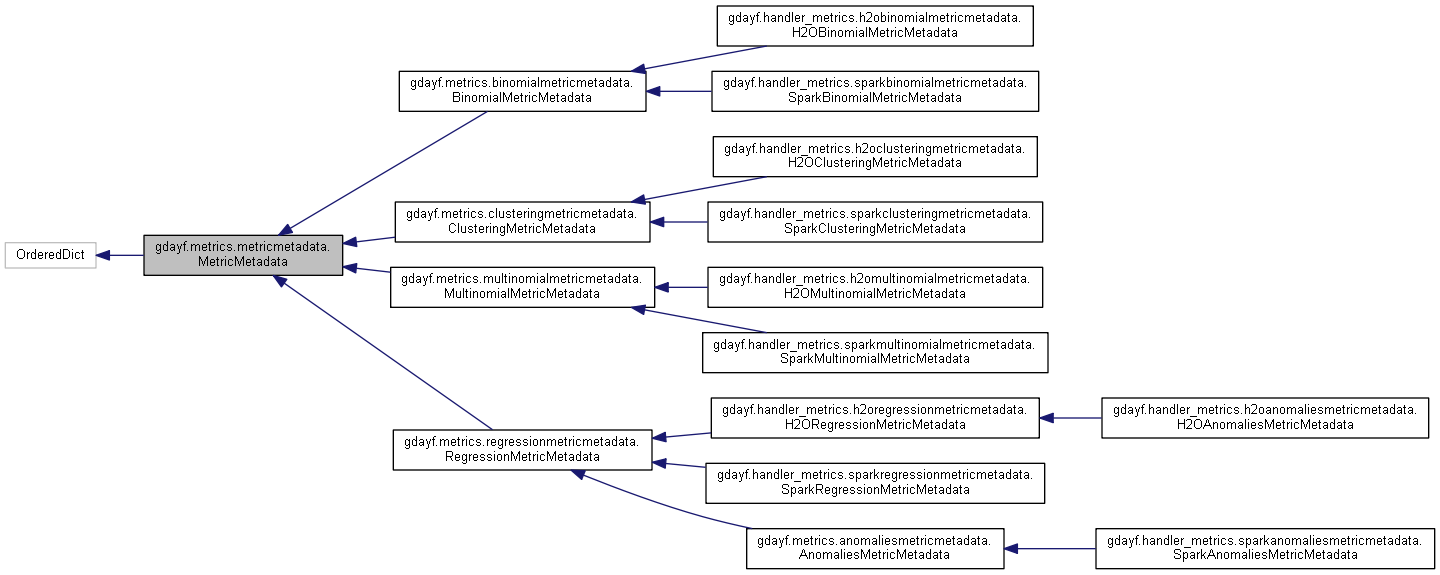 gdayf.handler_metrics.h2obinomialmetricmetadata.
H2OBinomialMetricMetadata
gdayf.metrics.binomialmetricmetadata.
BinomialMetricMetadata
gdayf.handler_metrics.sparkbinomialmetricmetadata.
SparkBinomialMetricMetadata
gdayf.handler_metrics.h2oclusteringmetricmetadata.
H2OClusteringMetricMetadata
gdayf.metrics.clusteringmetricmetadata.
ClusteringMetricMetadata
gdayf.handler_metrics.sparkclusteringmetricmetadata.
SparkClusteringMetricMetadata
OrderedDict
gdayf.metrics.metricmetadata.
MetricMetadata
gdayf.metrics.multinomialmetricmetadata.
MultinomialMetricMetadata
gdayf.handler_metrics.h2omultinomialmetricmetadata.
H2OMultinomialMetricMetadata
gdayf.handler_metrics.sparkmultinomialmetricmetadata.
SparkMultinomialMetricMetadata
gdayf.metrics.regressionmetricmetadata.
RegressionMetricMetadata
gdayf.handler_metrics.h2oregressionmetricmetadata.
H2ORegressionMetricMetadata
gdayf.handler_metrics.h2oanomaliesmetricmetadata.
H2OAnomaliesMetricMetadata
gdayf.handler_metrics.sparkregressionmetricmetadata.
SparkRegressionMetricMetadata
gdayf.metrics.anomaliesmetricmetadata.
AnomaliesMetricMetadata
gdayf.handler_metrics.sparkanomaliesmetricmetadata.
SparkAnomaliesMetricMetadata